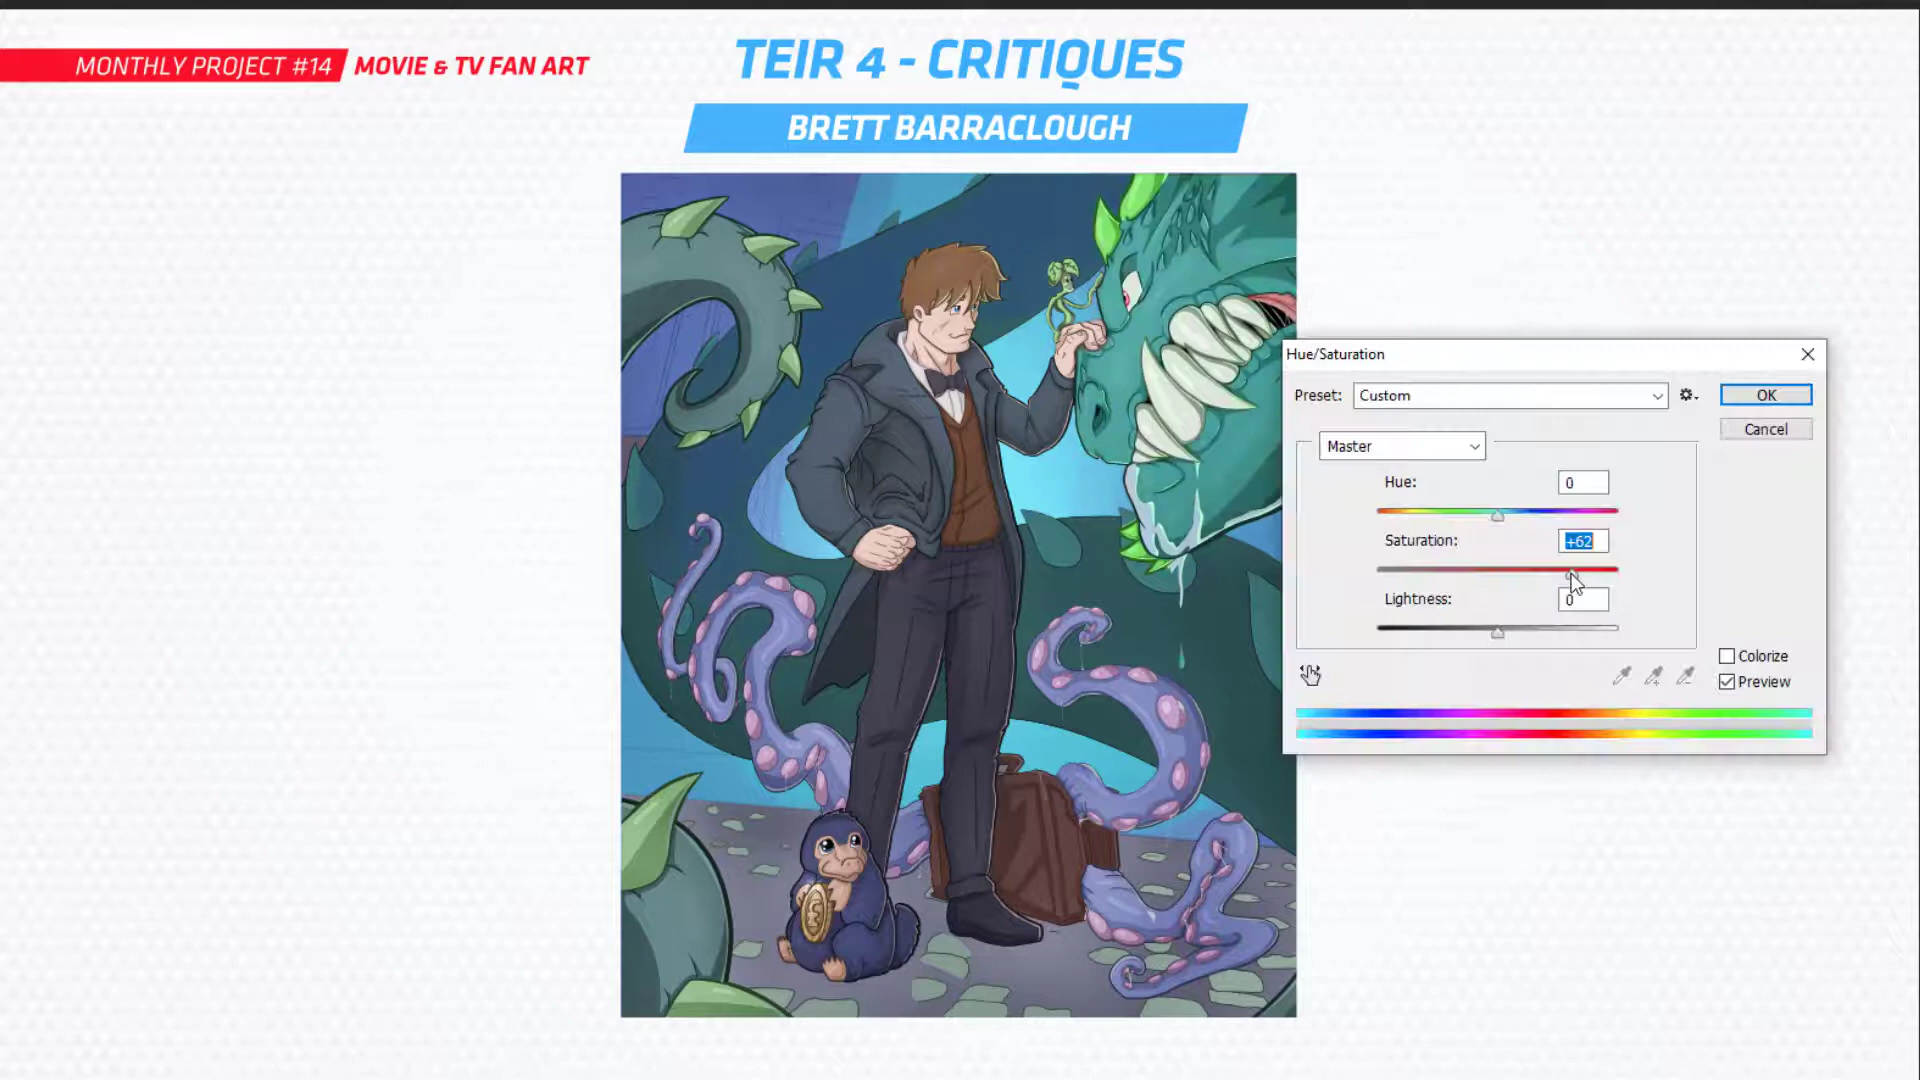 MONTHLY PROJECT #14 MOVIE & TV FAN ART
TEIR 4 - CRITIQUES
BRETT BARRACLOUGH
Hue/Saturation
Preset: Custom
OK
Cancel
Master
Hue: 0
Saturation: +62
Lightness: 0
Colorize
Preview